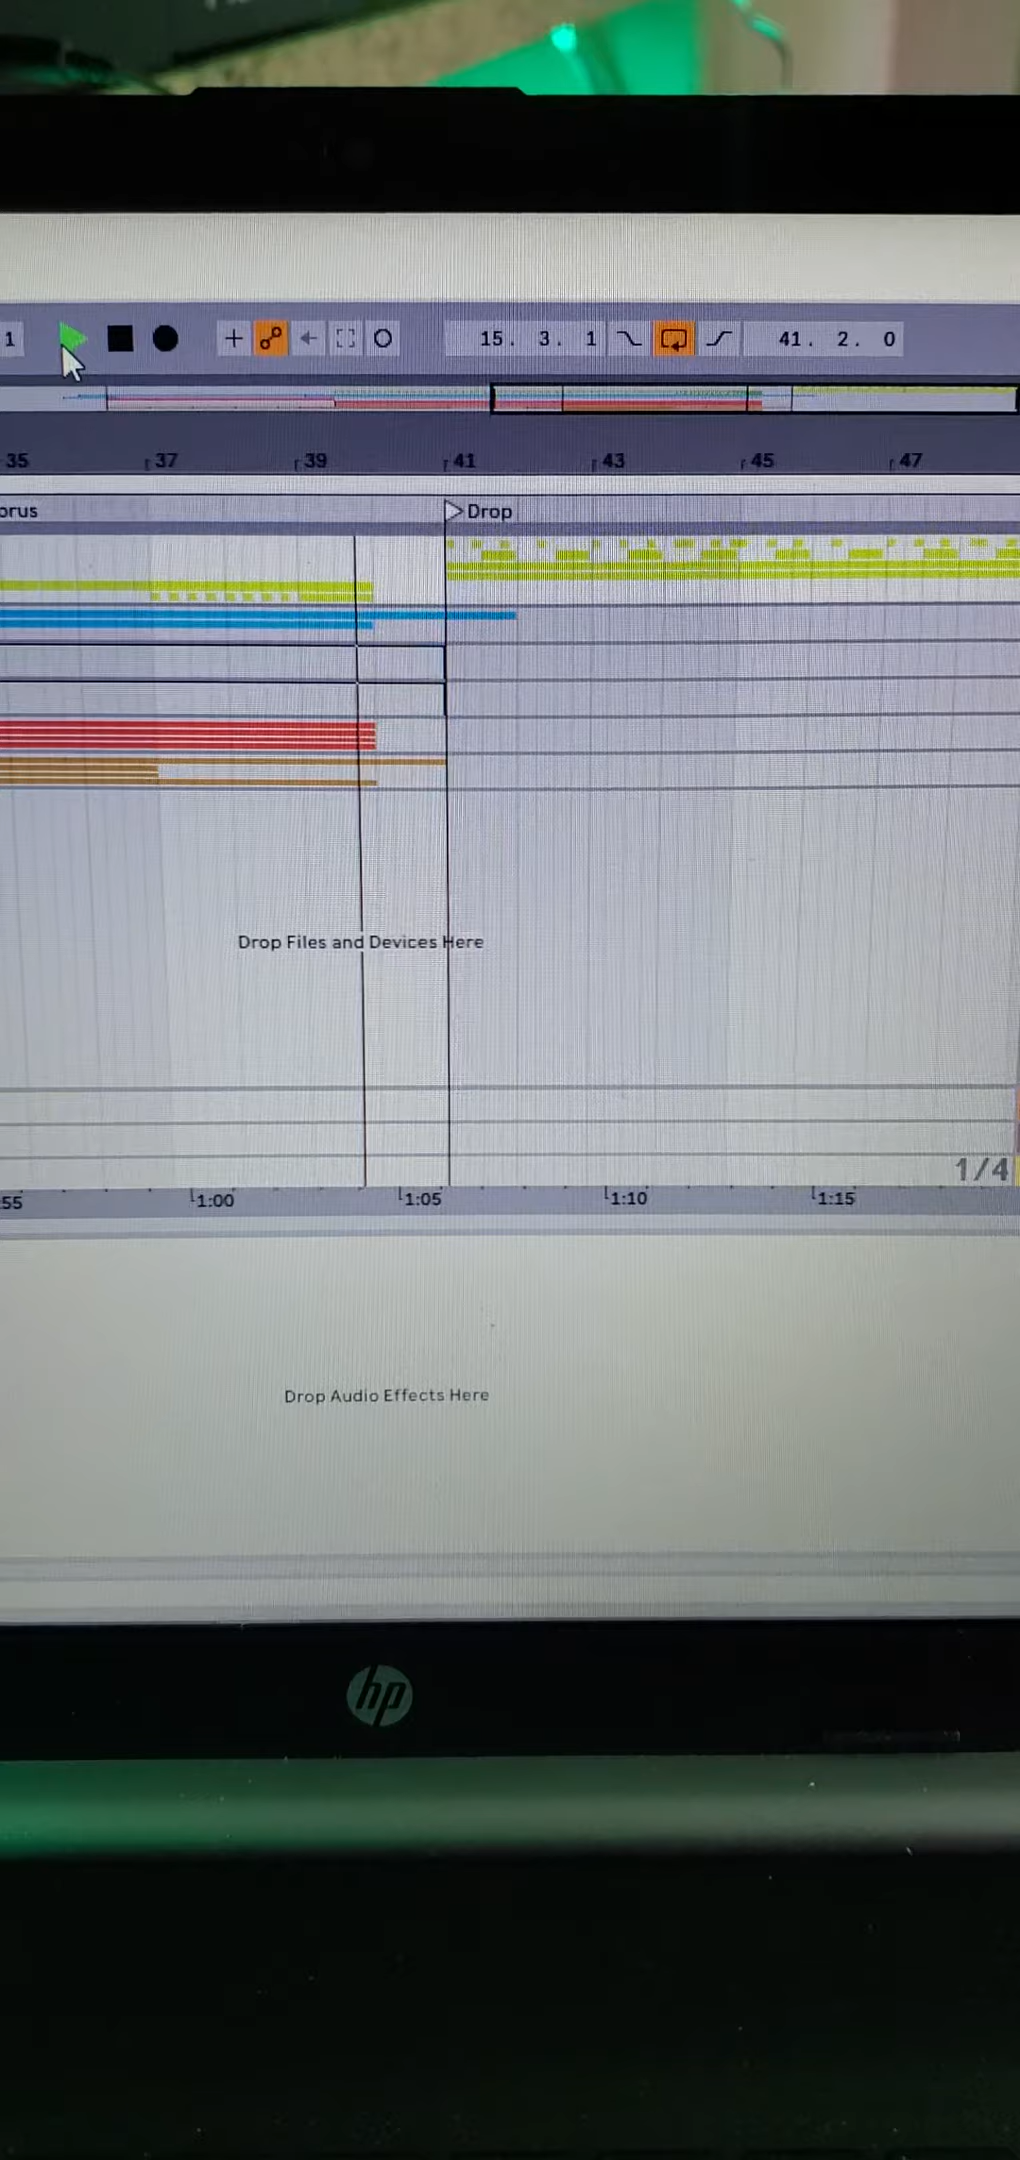 1
15. 3. 1
41. 2. 0
35
37
39
41
43
45
47
orus
Drop
Drop Files and Devices Here
1/4
55
1:00
1:05
1:10
1:15
Drop Audio Effects Here
hp